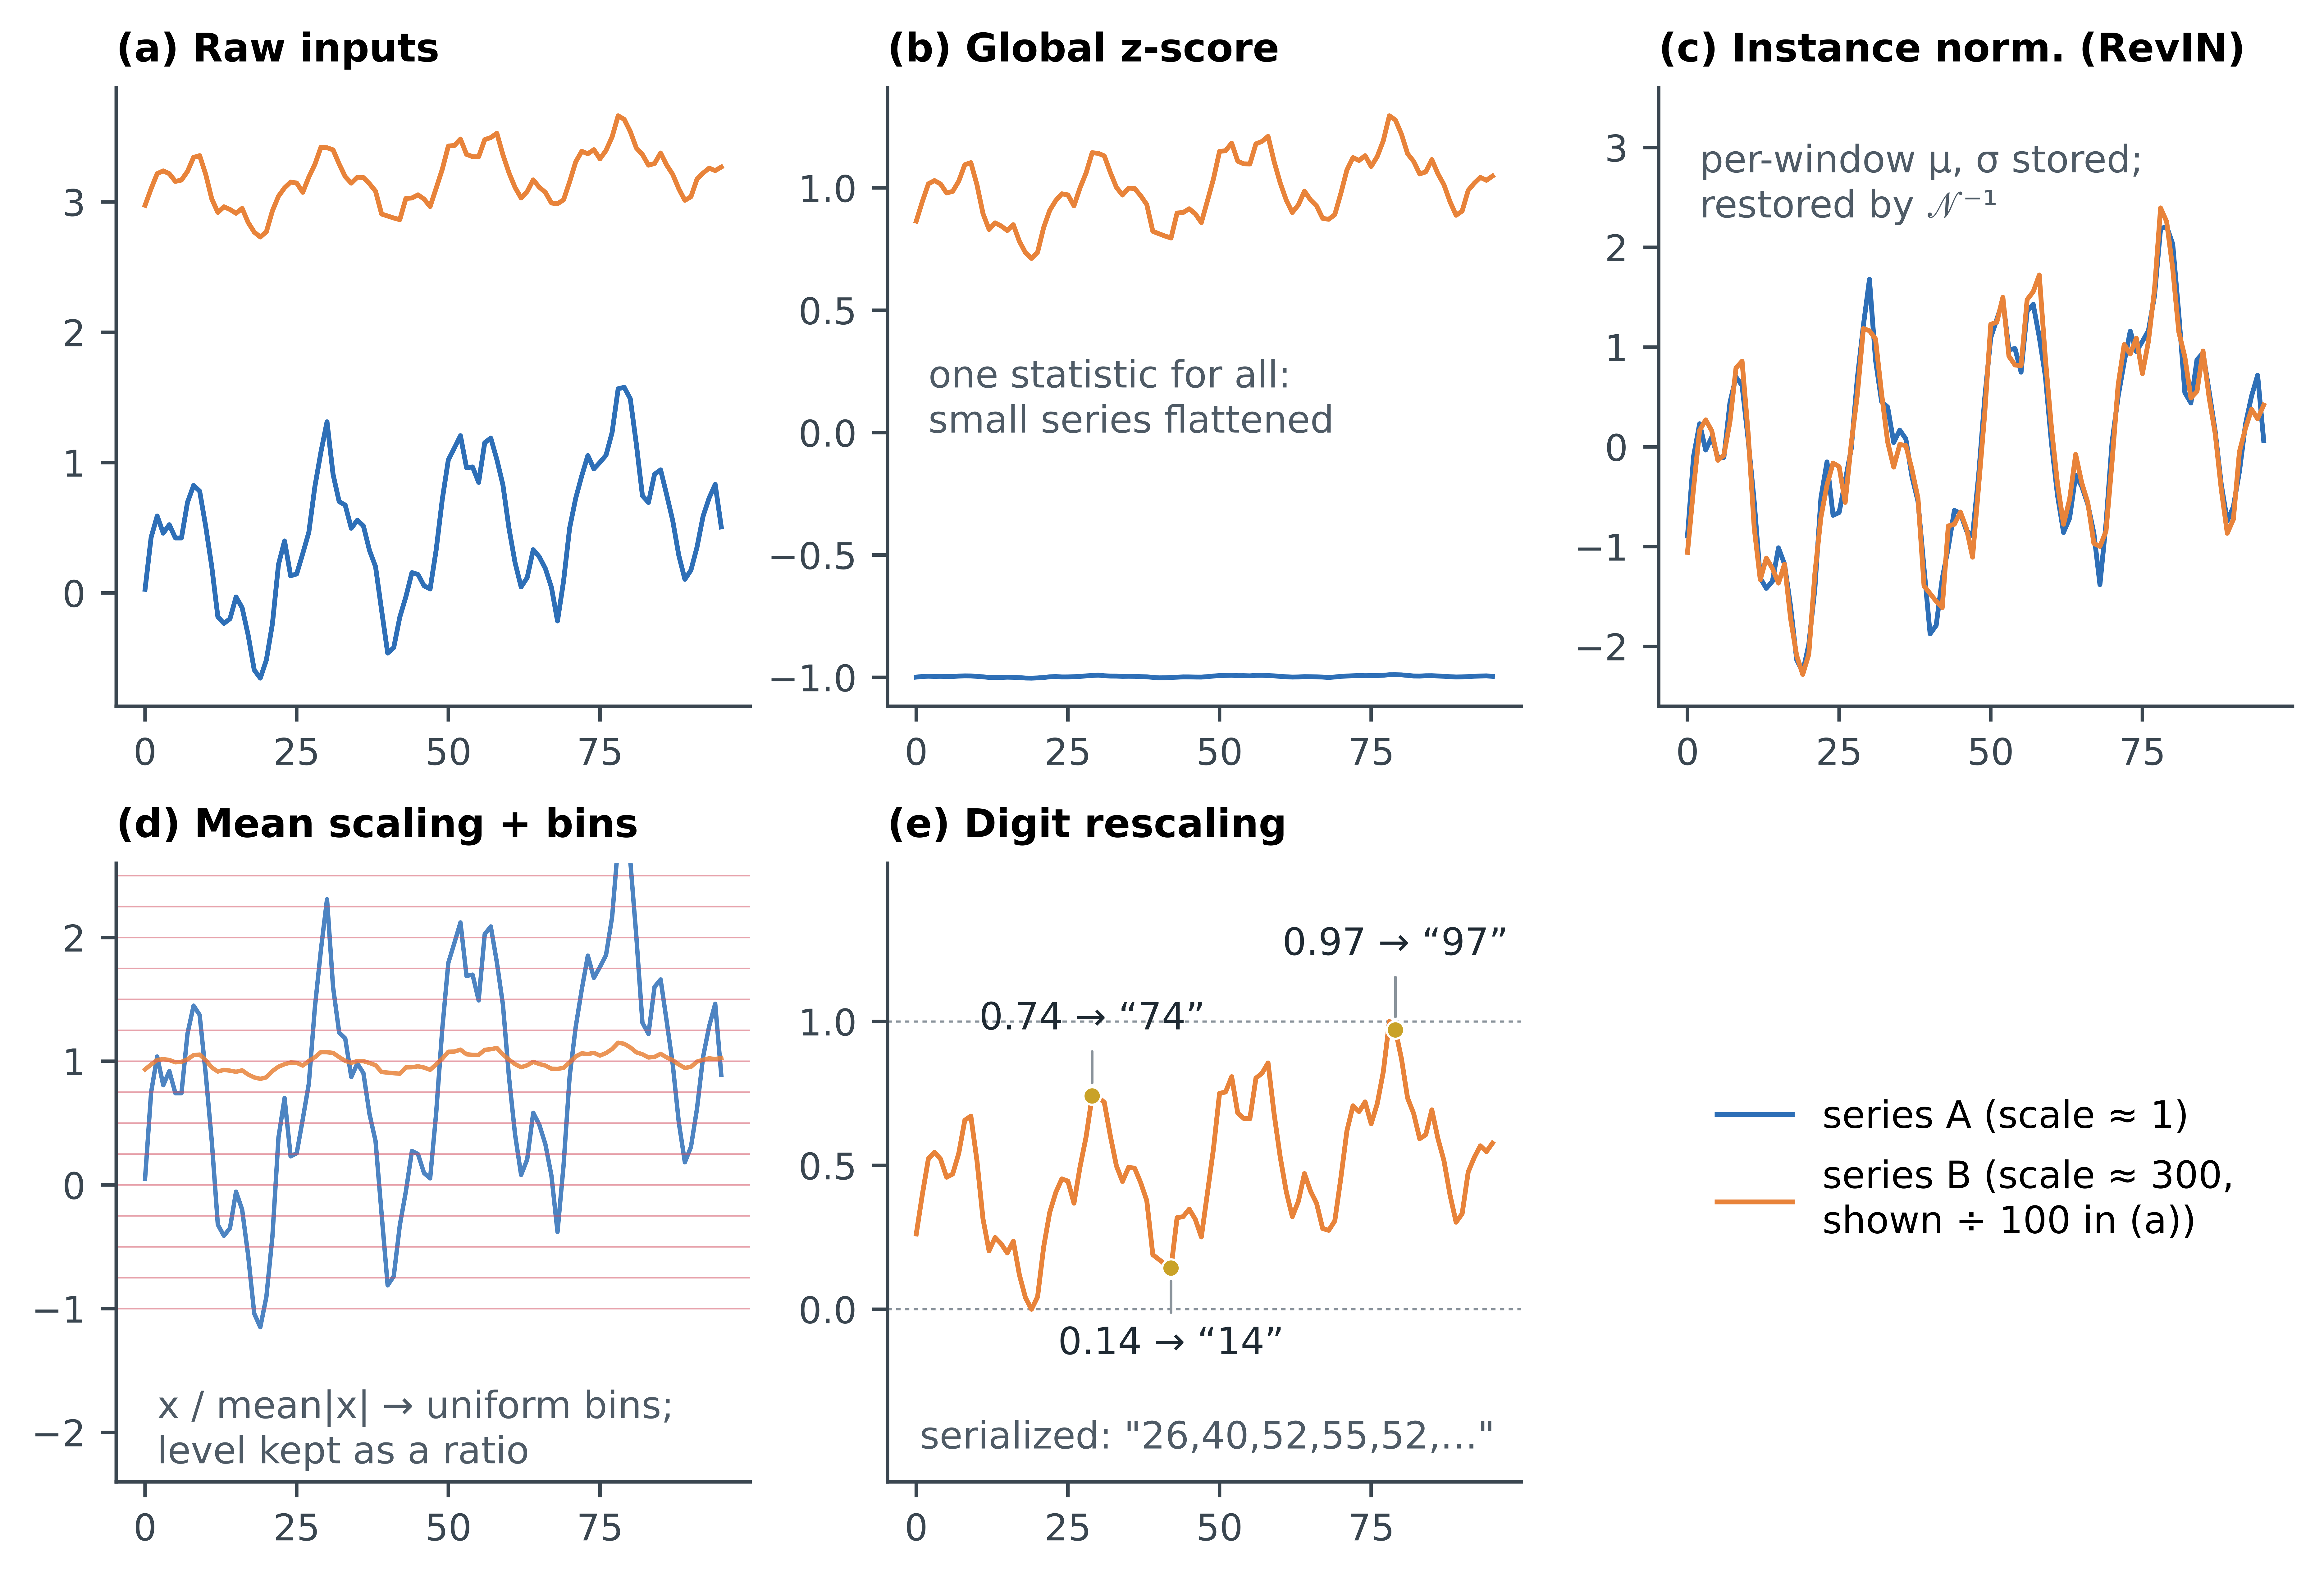 (a) Raw inputs
3
2
1
0
0
25
50
75
(b) Global z-score
1.0
0.5
0.0
−0.5
−1.0
one statistic for all:
small series flattened
0
25
50
75
(c) Instance norm. (RevIN)
3
2
1
0
−1
−2
per-window μ, σ stored;
restored by 𝒩⁻¹
0
25
50
75
(d) Mean scaling + bins
2
1
0
−1
−2
x / mean|x| → uniform bins;
level kept as a ratio
0
25
50
75
(e) Digit rescaling
1.0
0.5
0.0
0.97 → “97”
0.74 → “74”
0.14 → “14”
serialized: "26,40,52,55,52,…"
0
25
50
75
series A (scale ≈ 1)
series B (scale ≈ 300,
shown ÷ 100 in (a))